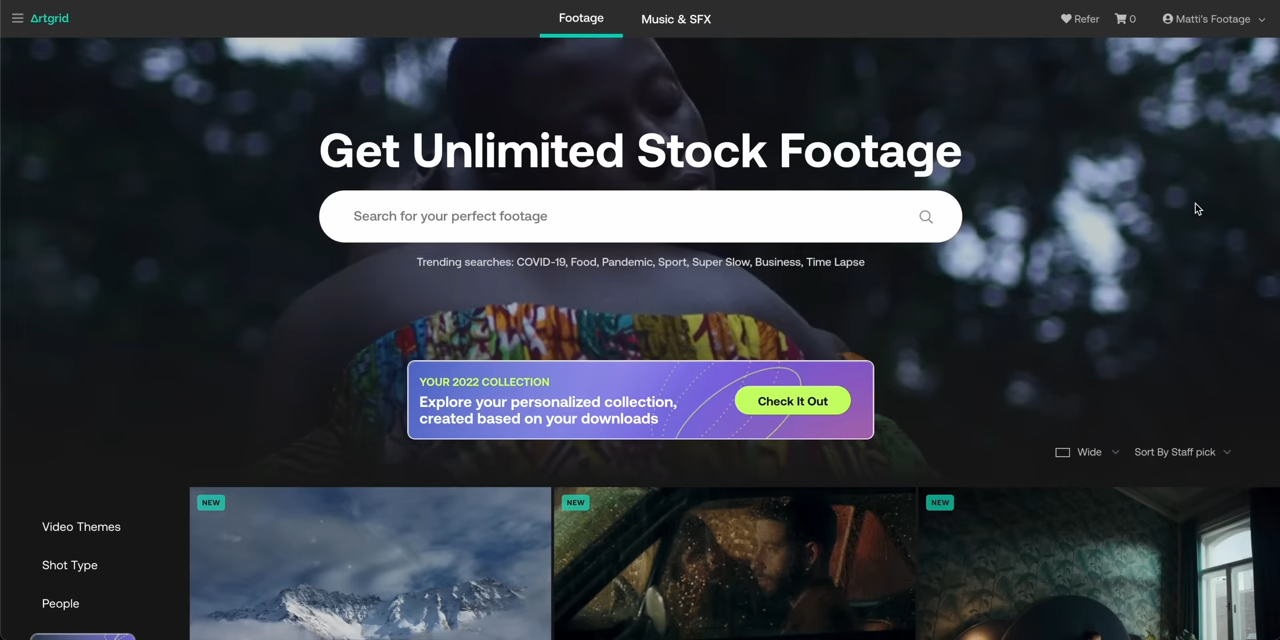 Artgrid
Footage
Music & SFX
Refer
0
Matti's Footage
Get Unlimited Stock Footage
Search for your perfect footage
Trending searches: COVID-19, Food, Pandemic, Sport, Super Slow, Business, Time Lapse
YOUR 2022 COLLECTION
Explore your personalized collection,
created based on your downloads
Check It Out
Wide
Sort By Staff pick
NEW
NEW
NEW
Video Themes
Shot Type
People